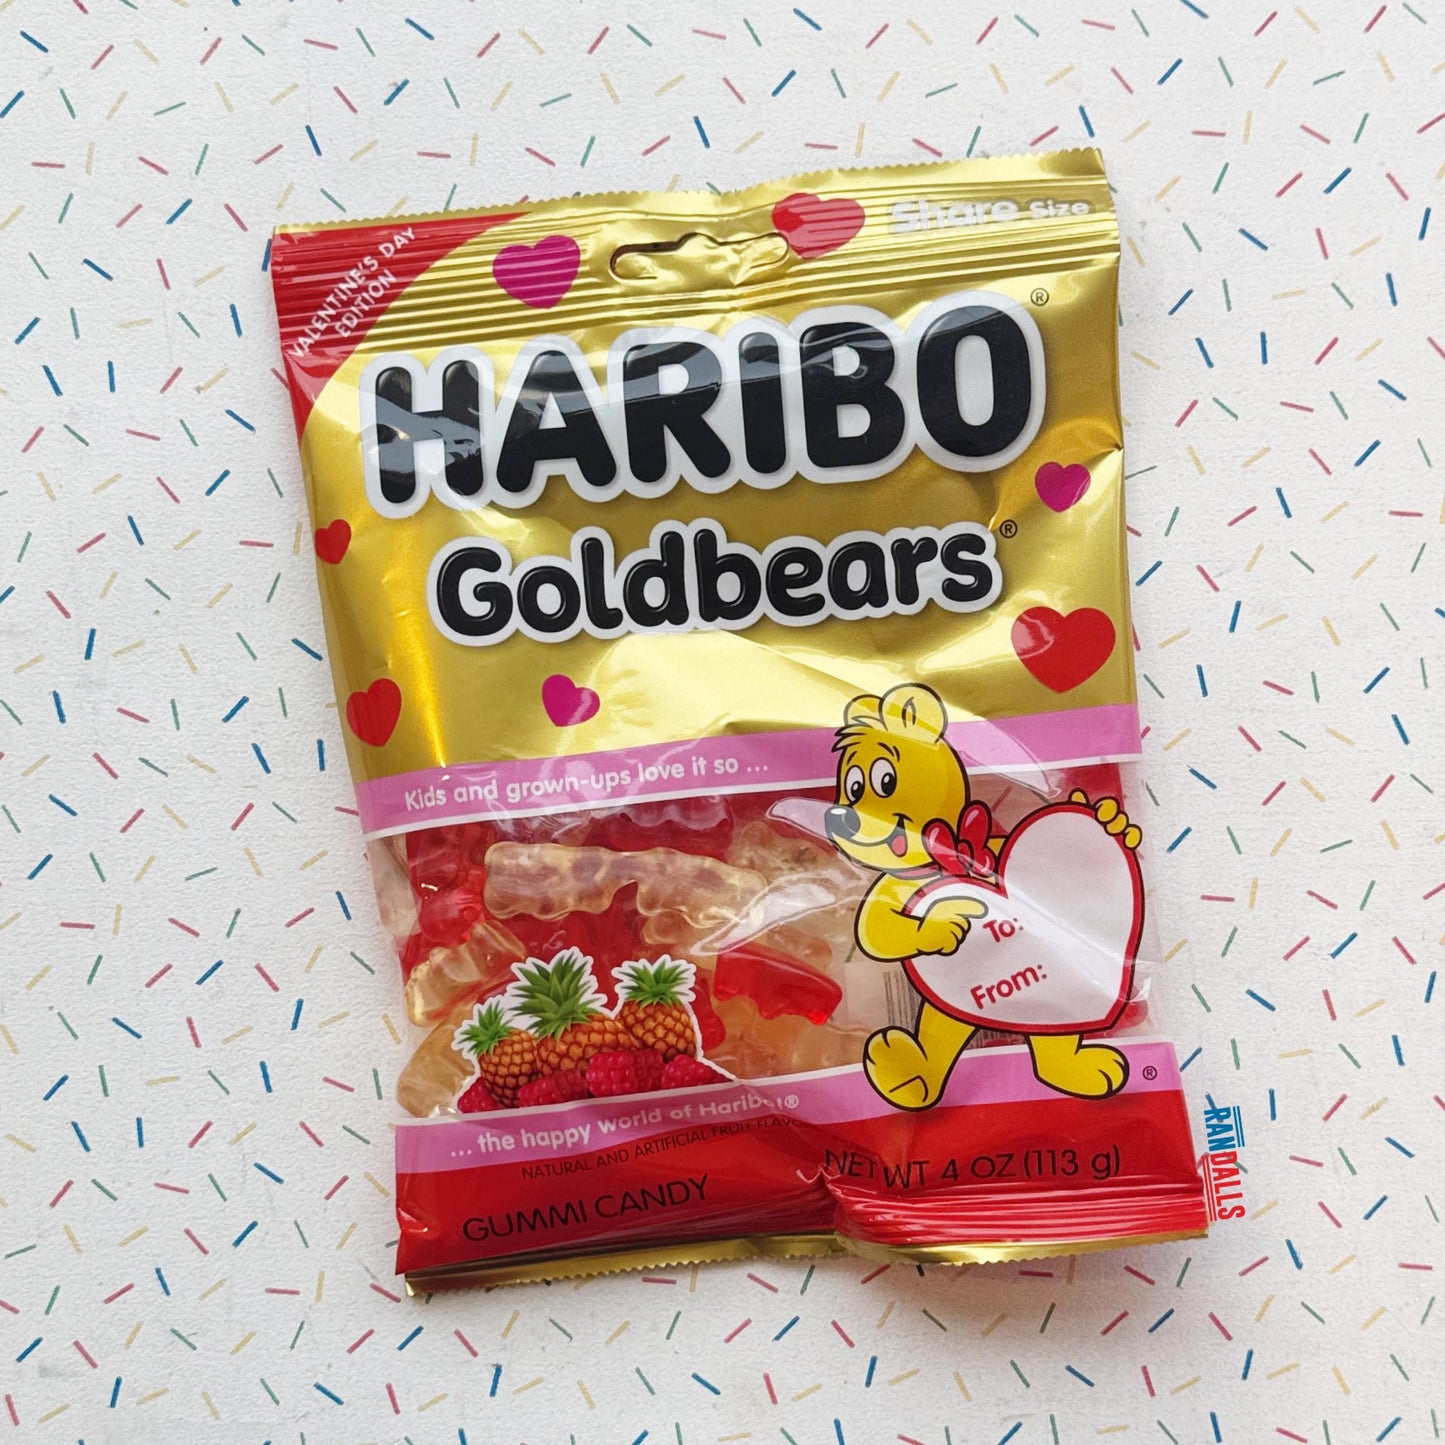 VALENTINE'S DAY
EDITION
Share Size
HARIBO®
Goldbears®
Kids and grown-ups love it so ...
To:
From:
®
... the happy world of Haribo!®
NATURAL AND ARTIFICIAL FRUIT
GUMMI CANDY
NET WT 4 OZ (113 g)
RANDALLS